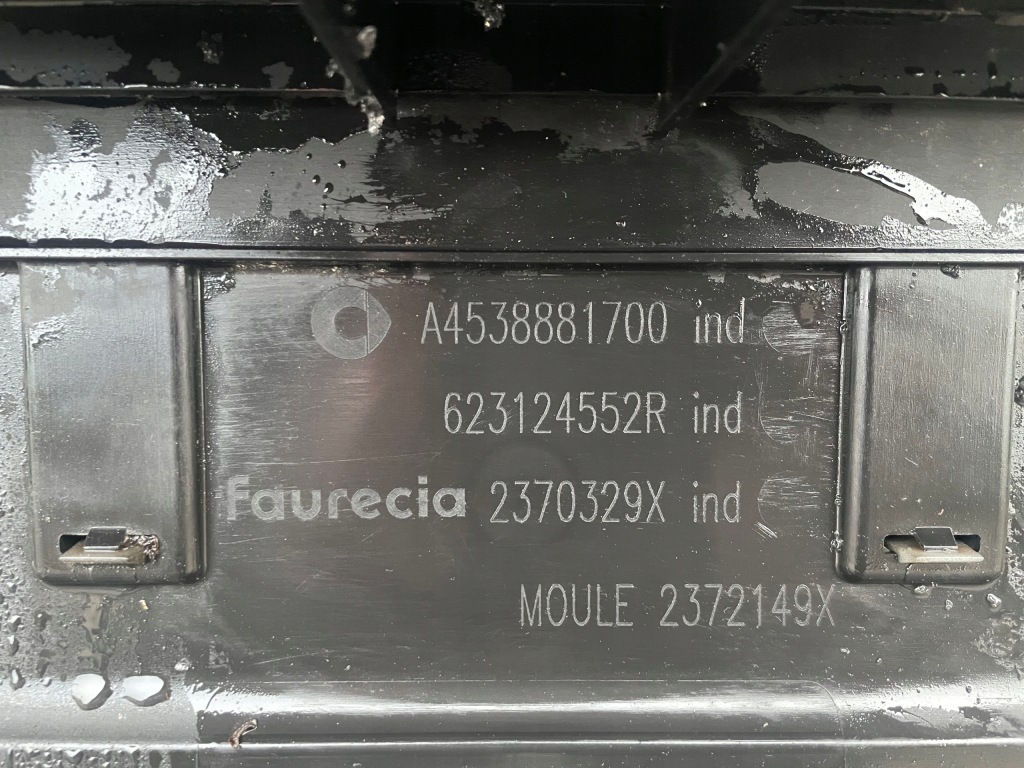 A4538881700 ind
623124552R ind
faurecia 2370329X ind
MOULE 2372149X